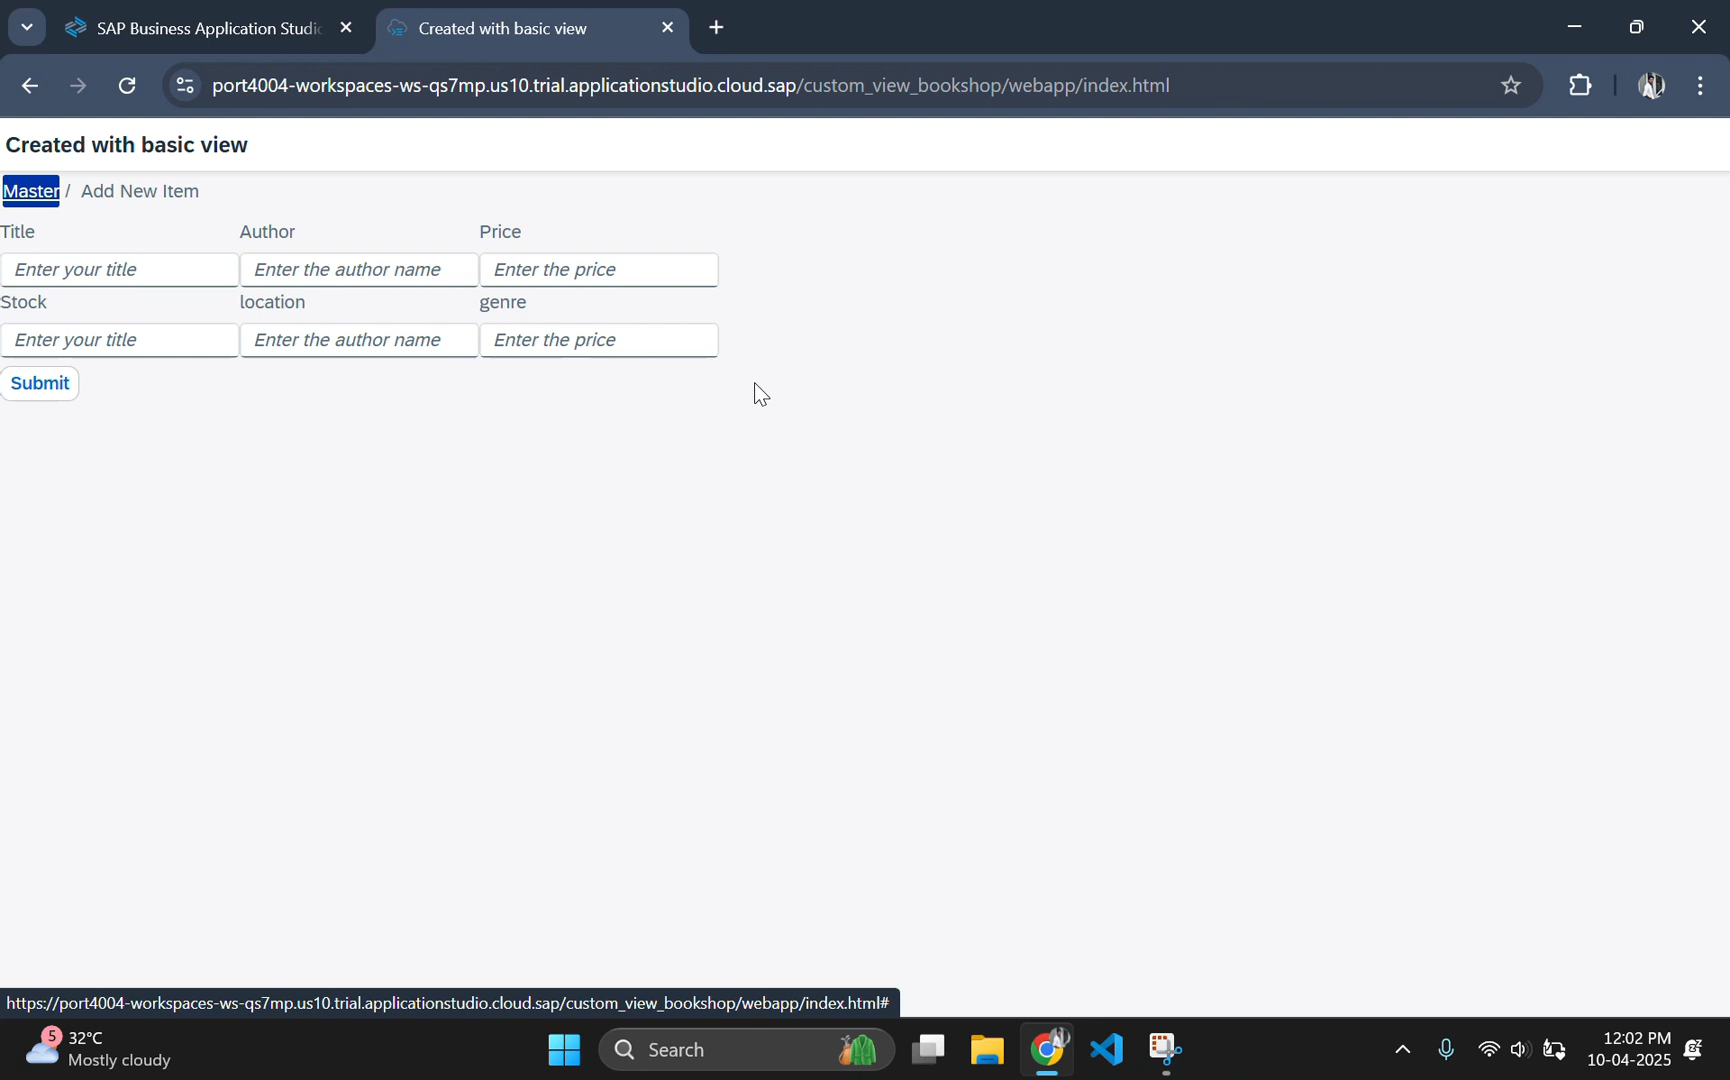 SAP Business Application Studic
Created with basic view
port4004-workspaces-ws-qs7mp.us10.trial.applicationstudio.cloud.sap/custom_view_bookshop/webapp/index.html
Created with basic view
Master / Add New Item
Title Author Price
Enter your title Enter the author name Enter the price
Stock location genre
Enter your title Enter the author name Enter the price
Submit
https://port4004-workspaces-ws-qs7mp.us10.trial.applicationstudio.cloud.sap/custom_view_bookshop/webapp/index.html#
5 32°C
Mostly cloudy
Search
12:02 PM
10-04-2025